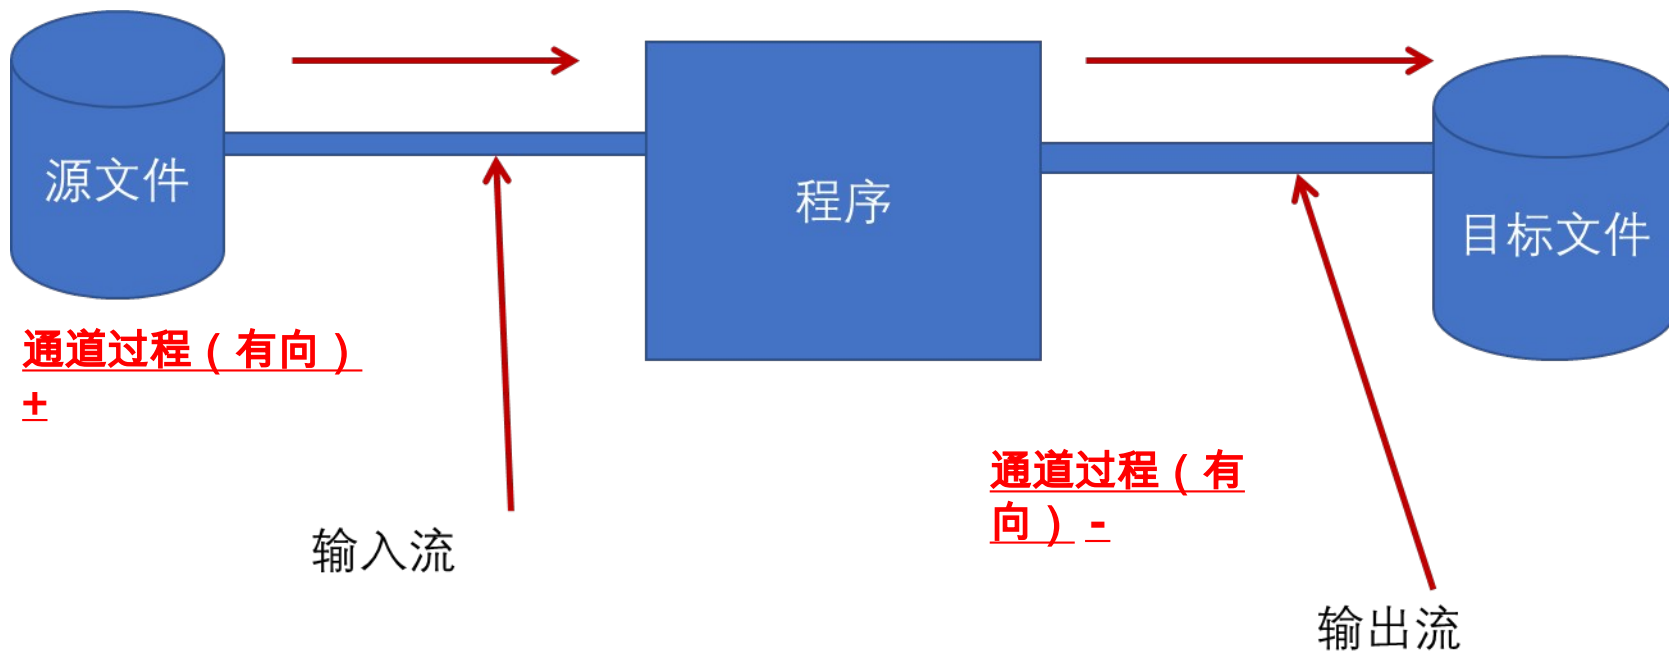 源文件
程序
目标文件
通道过程（有向）
+
通道过程（有
向） -
输入流
输出流